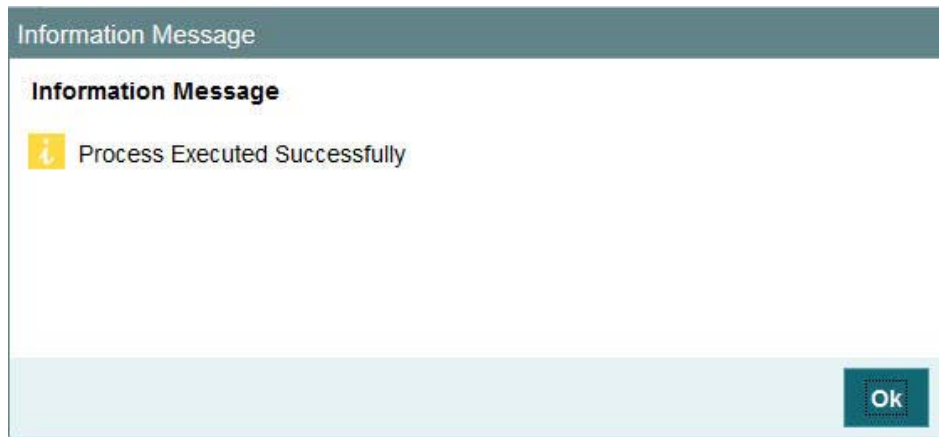 Information Message
Information Message
Process Executed Successfully
Ok